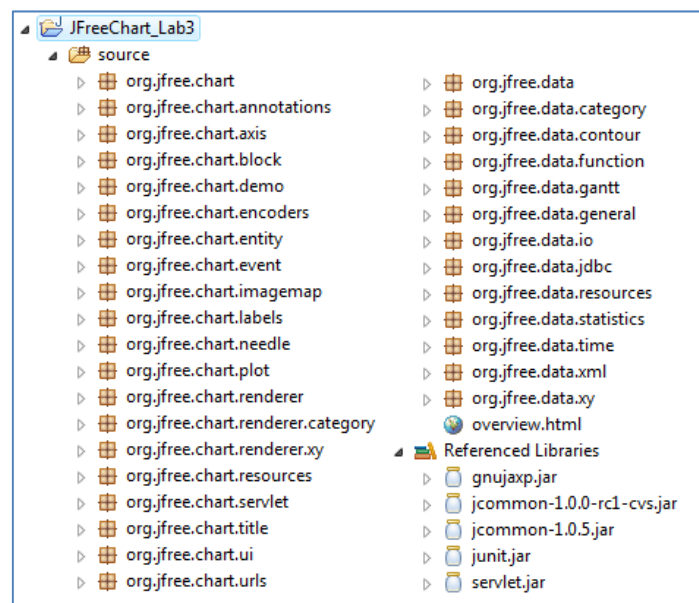 JFreeChart_Lab3
source
org.jfree.chart
org.jfree.chart.annotations
org.jfree.chart.axis
org.jfree.chart.block
org.jfree.chart.demo
org.jfree.chart.encoders
org.jfree.chart.entity
org.jfree.chart.event
org.jfree.chart.imagemap
org.jfree.chart.labels
org.jfree.chart.needle
org.jfree.chart.plot
org.jfree.chart.renderer
org.jfree.chart.renderer.category
org.jfree.chart.renderer.xy
org.jfree.chart.resources
org.jfree.chart.servlet
org.jfree.chart.title
org.jfree.chart.ui
org.jfree.chart.urls
org.jfree.data
org.jfree.data.category
org.jfree.data.contour
org.jfree.data.function
org.jfree.data.gantt
org.jfree.data.general
org.jfree.data.io
org.jfree.data.jdbc
org.jfree.data.resources
org.jfree.data.statistics
org.jfree.data.time
org.jfree.data.xml
org.jfree.data.xy
overview.html
Referenced Libraries
gnujaxp.jar
jcommon-1.0.0-rc1-cvs.jar
jcommon-1.0.5.jar
junit.jar
servlet.jar